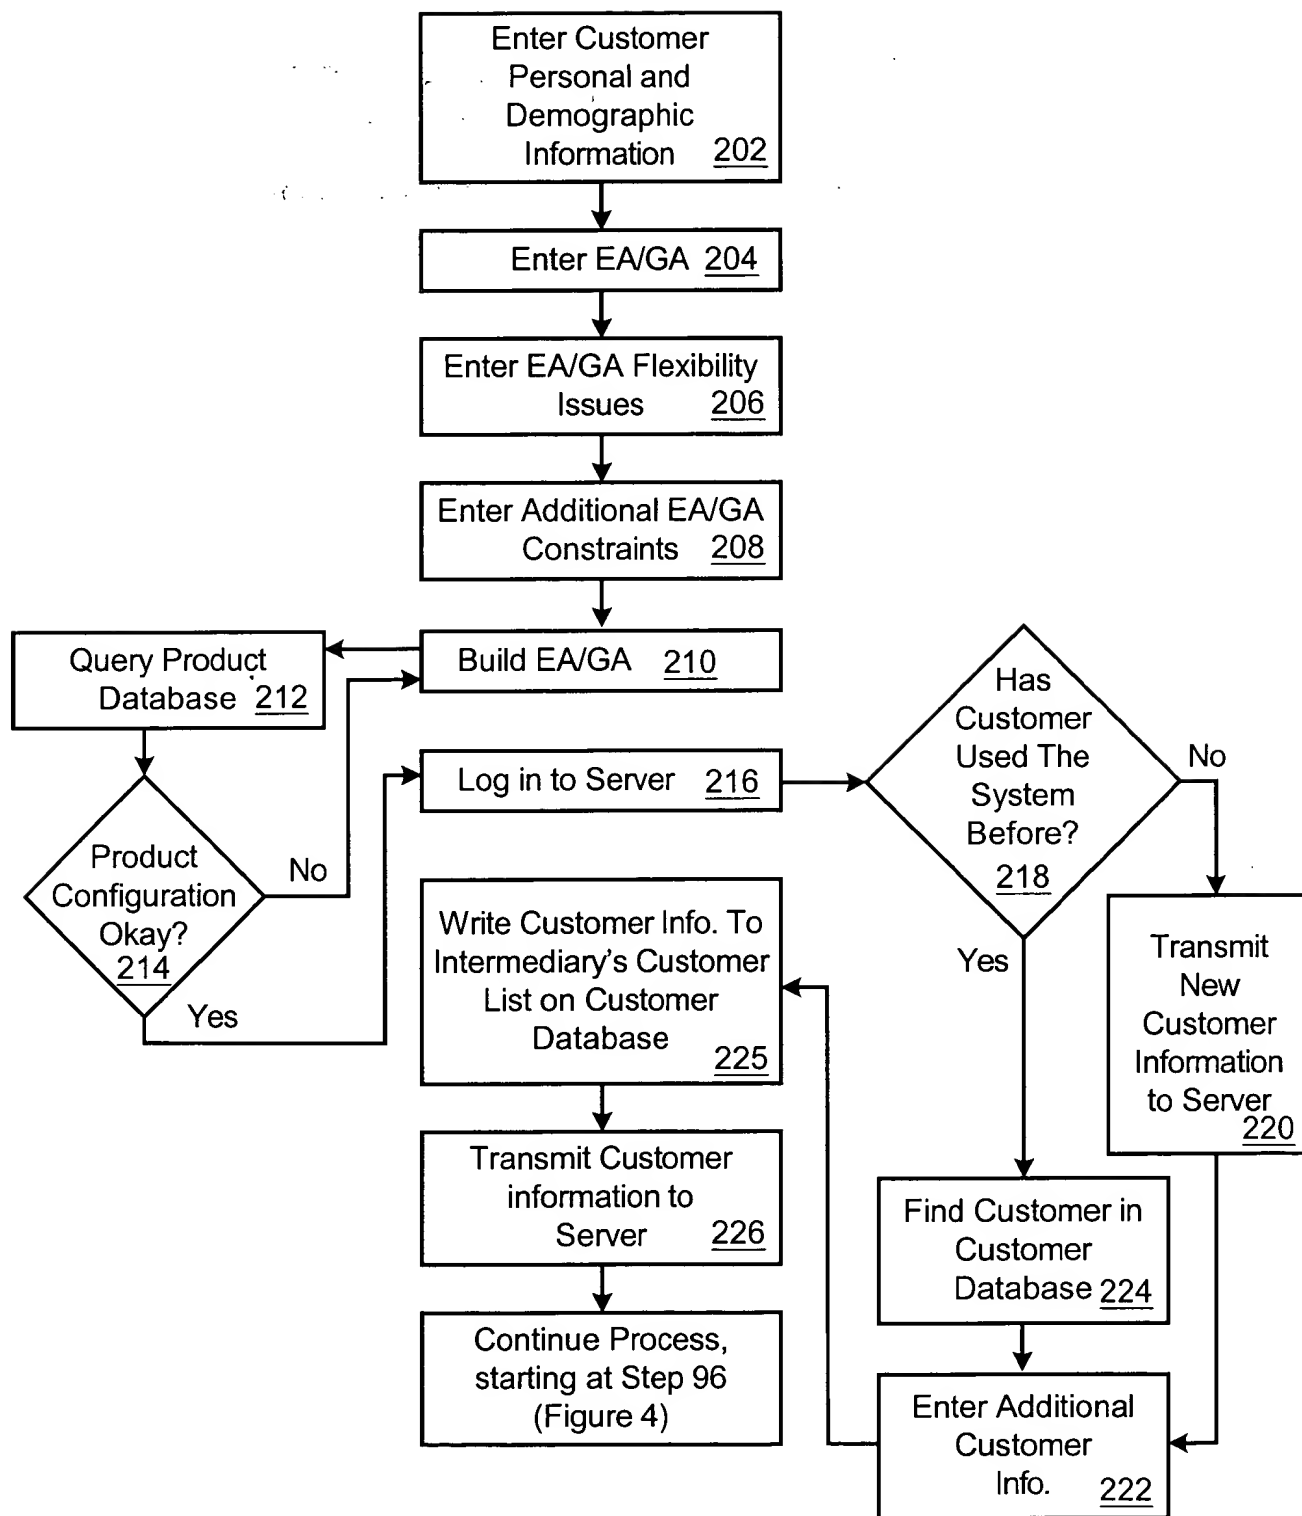 Enter Customer
Personal and
Demographic
Information 202
Enter EA/GA 204
Enter EA/GA Flexibility
Issues 206
Enter Additional EA/GA
Constraints 208
Build EA/GA 210
Query Product
Database 212
Product
Configuration
Okay?
214
No
Yes
Log in to Server 216
Has
Customer
Used The
System
Before?
218
No
Yes
Transmit
New
Customer
Information
to Server
220
Find Customer in
Customer
Database 224
Enter Additional
Customer
Info. 222
Write Customer Info. To
Intermediary's Customer
List on Customer
Database
225
Transmit Customer
information to
Server 226
Continue Process,
starting at Step 96
(Figure 4)